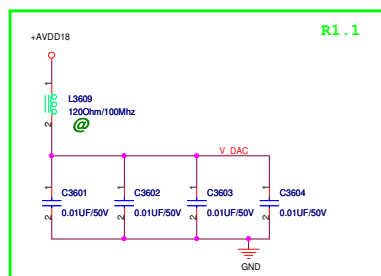 R1.1
+AVDD18
1
L3609
120Ohm/100Mhz
2
@
V_DAC
1 1 1 1
C3601 C3602 C3603 C3604
0.01UF/50V 0.01UF/50V 0.01UF/50V 0.01UF/50V
2 2 2 2
GND